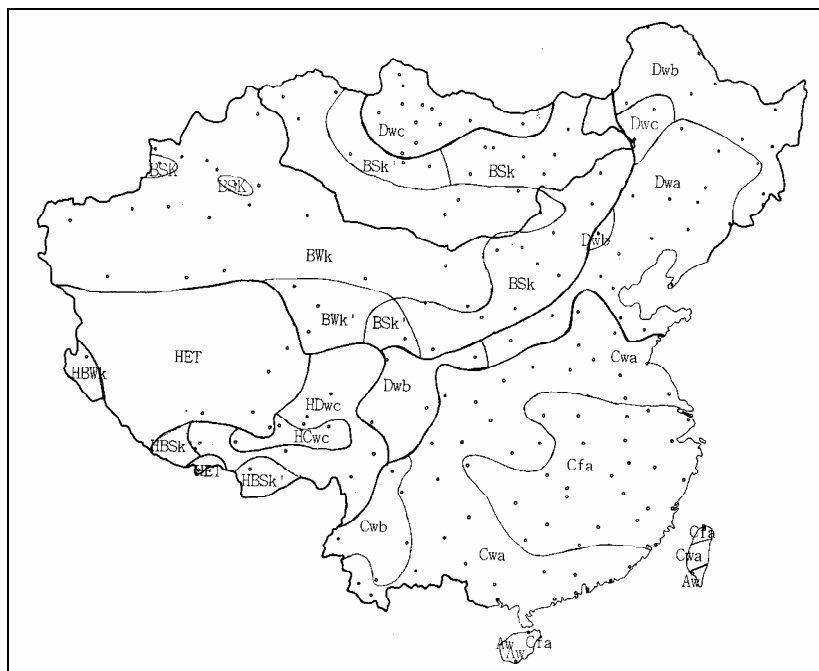 Dwb
Dwc
Dwc
BSk'
BSk
BSK
BSK
Dwa
Dwb
BWk
BSk
BWk'
BSk'
Cwa
HET
HBWk
HDwc
Dwb
HCwc
HBSk
HET
HBSk'
Cfa
Cwb
Cwa
Cfa
Cwa
Aw
Aw
Cfa
Aw